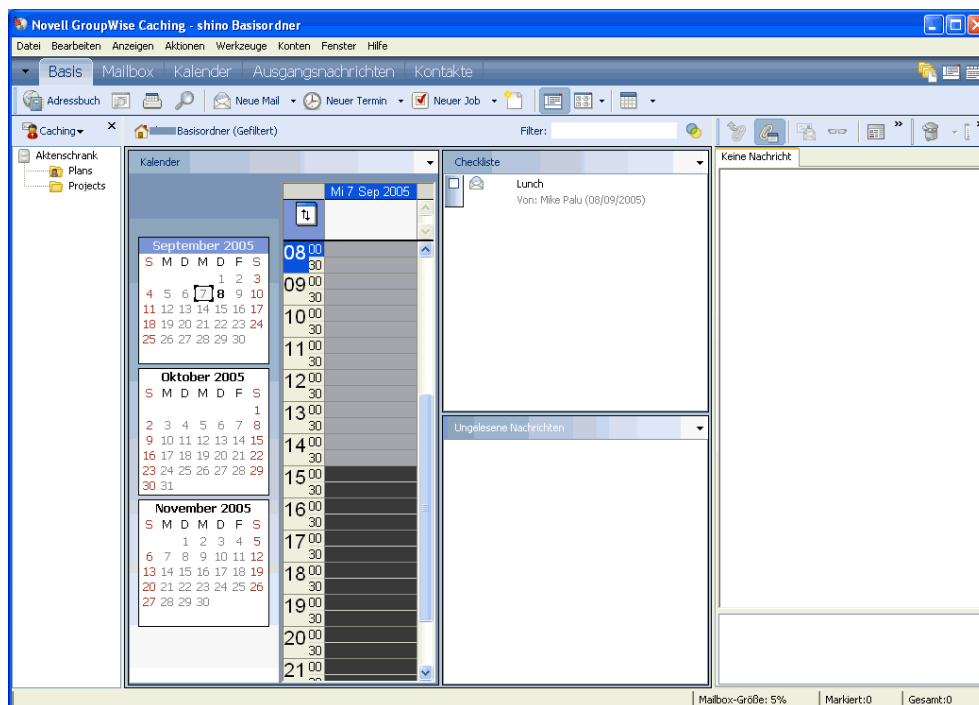 Novell GroupWise Caching - shino Basisordner
Datei Bearbeiten Anzeigen Aktionen Werkzeuge Konten Fenster Hilfe
Basis Mailbox Kalender Ausgangsnachrichten Kontakte
Adressbuch Neue Mail Neuer Termin Neuer Job
Caching Basisordner (Gefiltert) Filter:
Aktenschrank
Plans
Projects
Kalender
Mi 7 Sep 2005
September 2005
S M D M D F S
1 2 3
4 5 6 7 8 9 10
11 12 13 14 15 16 17
18 19 20 21 22 23 24
25 26 27 28 29 30
Oktober 2005
S M D M D F S
1
2 3 4 5 6 7 8
9 10 11 12 13 14 15
16 17 18 19 20 21 22
23 24 25 26 27 28 29
30 31
November 2005
S M D M D F S
1 2 3 4 5
6 7 8 9 10 11 12
13 14 15 16 17 18 19
20 21 22 23 24 25 26
27 28 29 30
08 00
30
09 00
30
10 00
30
11 00
30
12 00
30
13 00
30
14 00
30
15 00
30
16 00
30
17 00
30
18 00
30
19 00
30
20 00
30
21 00
Checkliste
Lunch
Von: Mike Palu (08/09/2005)
Ungelesene Nachrichten
Keine Nachricht
Mailbox-Größe: 5% Markiert:0 Gesamt:0